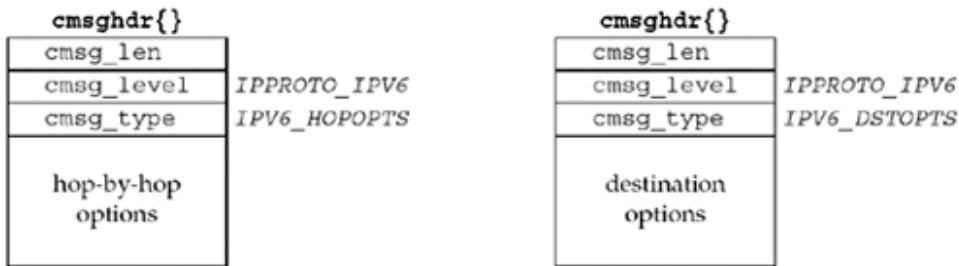 cmsghdr{} cmsghdr{}
cmsg_len cmsg_len
cmsg_level IPPROTO_IPV6 cmsg_level IPPROTO_IPV6
cmsg_type IPV6_HOPOPTS cmsg_type IPV6_DSTOPTS
hop-by-hop destination
options options